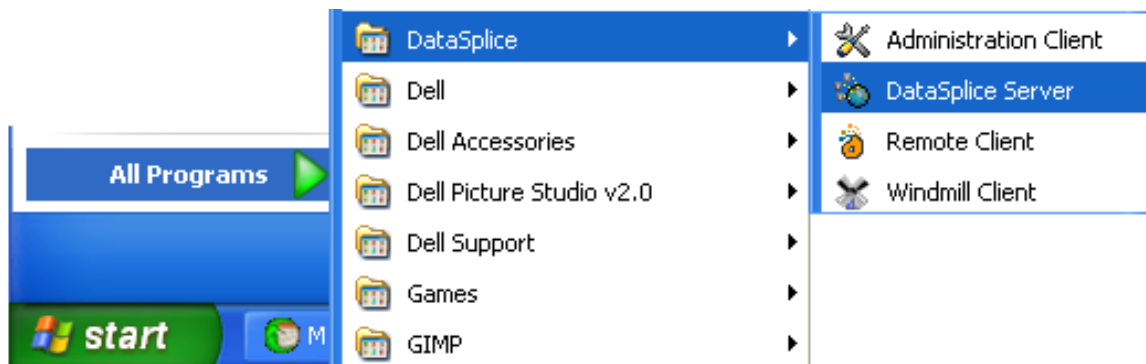 DataSplice
Dell
Dell Accessories
Dell Picture Studio v2.0
Dell Support
Games
GIMP
Administration Client
DataSplice Server
Remote Client
Windmill Client
All Programs
start
M